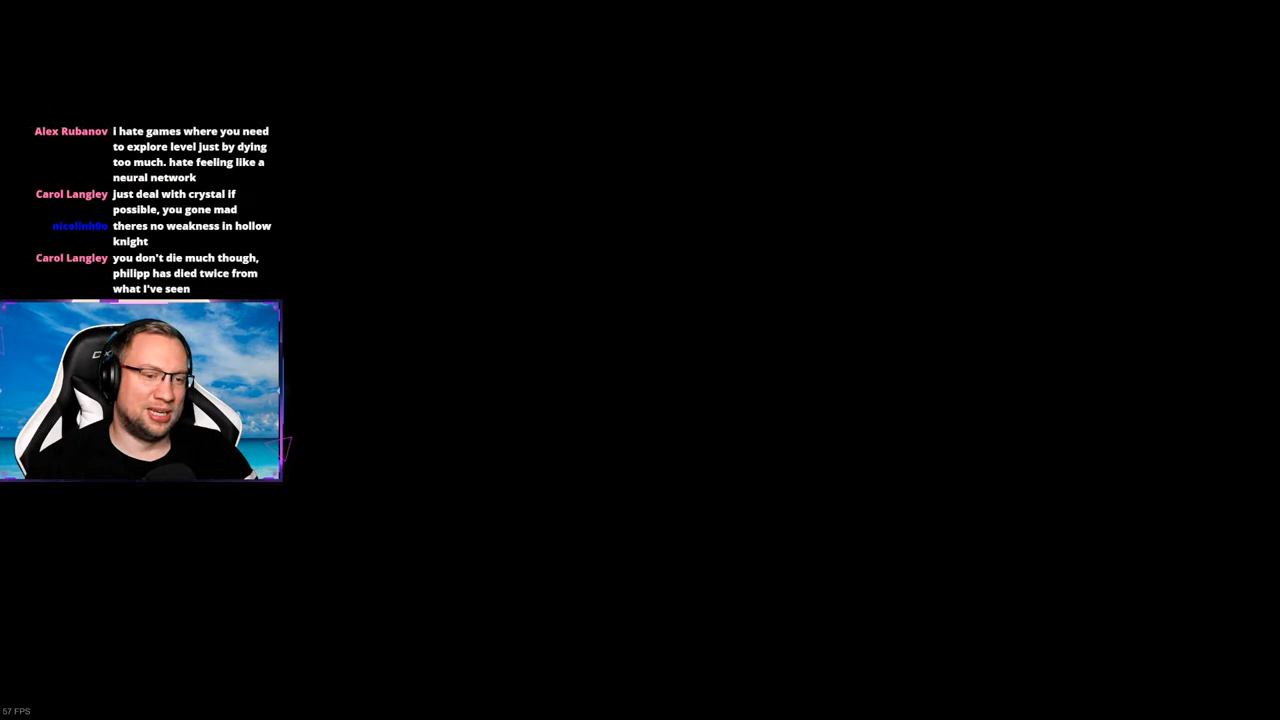 Alex Rubanov i hate games where you need
to explore level just by dying
too much. hate feeling like a
neural network
Carol Langley just deal with crystal if
possible, you gone mad
nicolinh0o theres no weakness in hollow
knight
Carol Langley you don't die much though,
philipp has died twice from
what I've seen
57 FPS